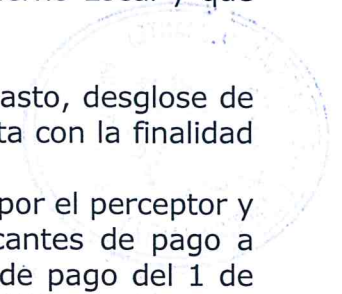 asto, desglose de
ta con la finalidad
por el perceptor y
cantes de pago a
de pago del 1 de